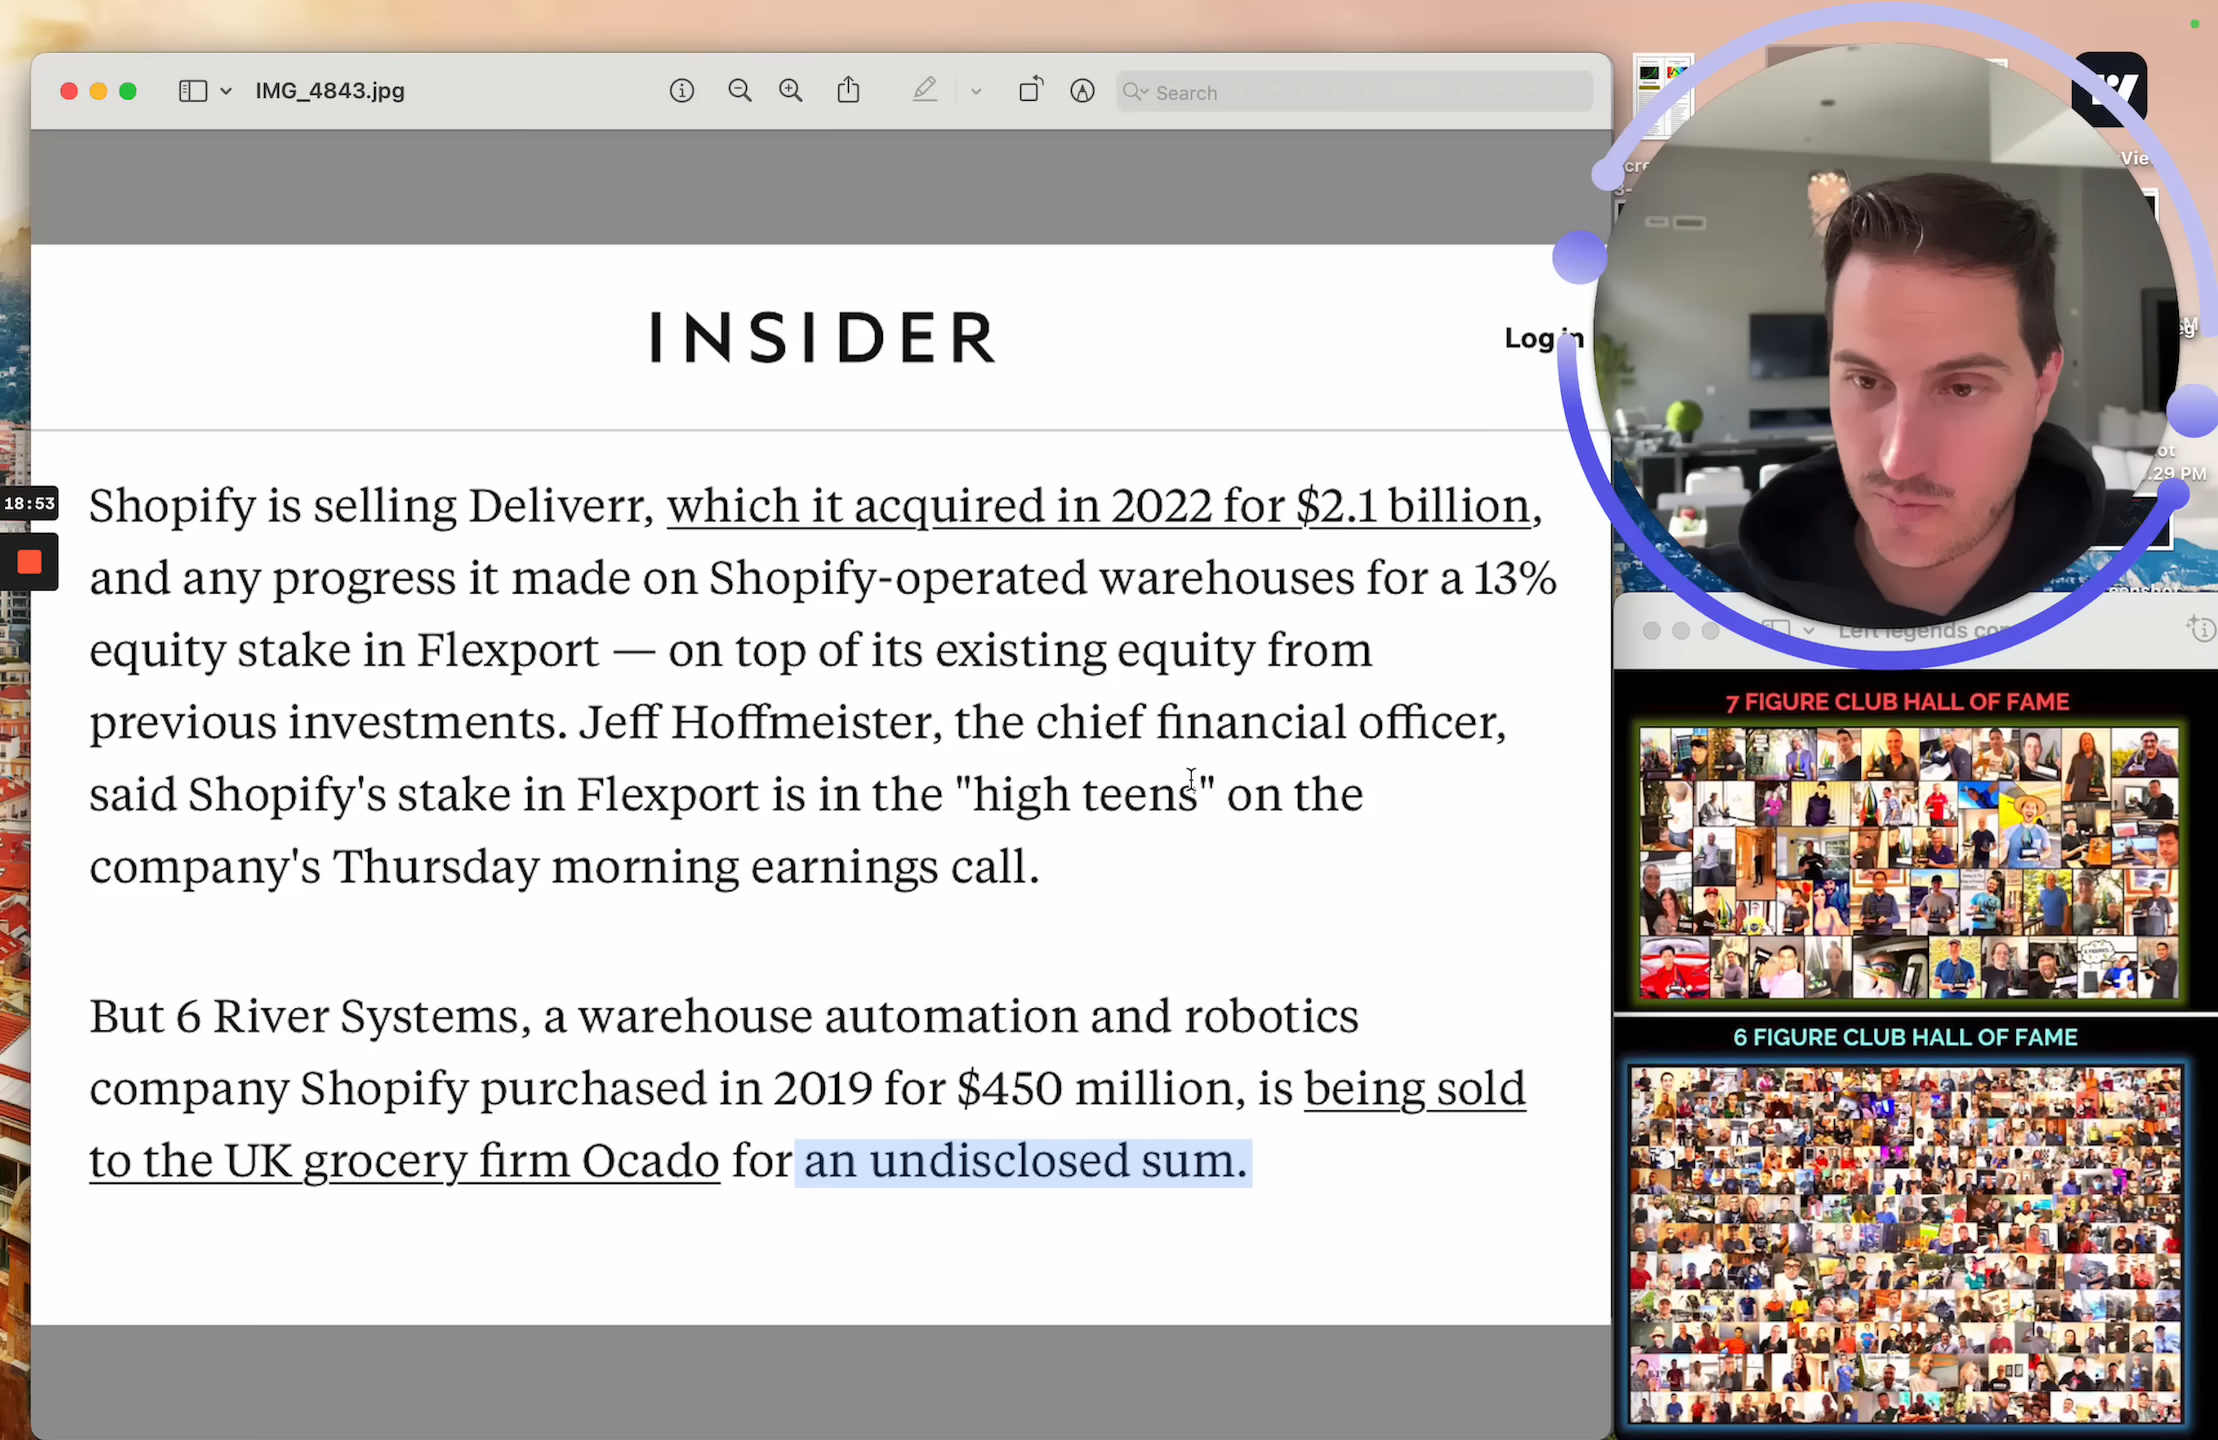 IMG_4843.jpg
Search
INSIDER
Log in
18:53
Shopify is selling Deliverr, which it acquired in 2022 for $2.1 billion,
and any progress it made on Shopify-operated warehouses for a 13%
equity stake in Flexport — on top of its existing equity from
previous investments. Jeff Hoffmeister, the chief financial officer,
said Shopify's stake in Flexport is in the "high teens" on the
company's Thursday morning earnings call.
But 6 River Systems, a warehouse automation and robotics
company Shopify purchased in 2019 for $450 million, is being sold
to the UK grocery firm Ocado for an undisclosed sum.
.29 PM
Left legends
7 FIGURE CLUB HALL OF FAME
6 FIGURE CLUB HALL OF FAME